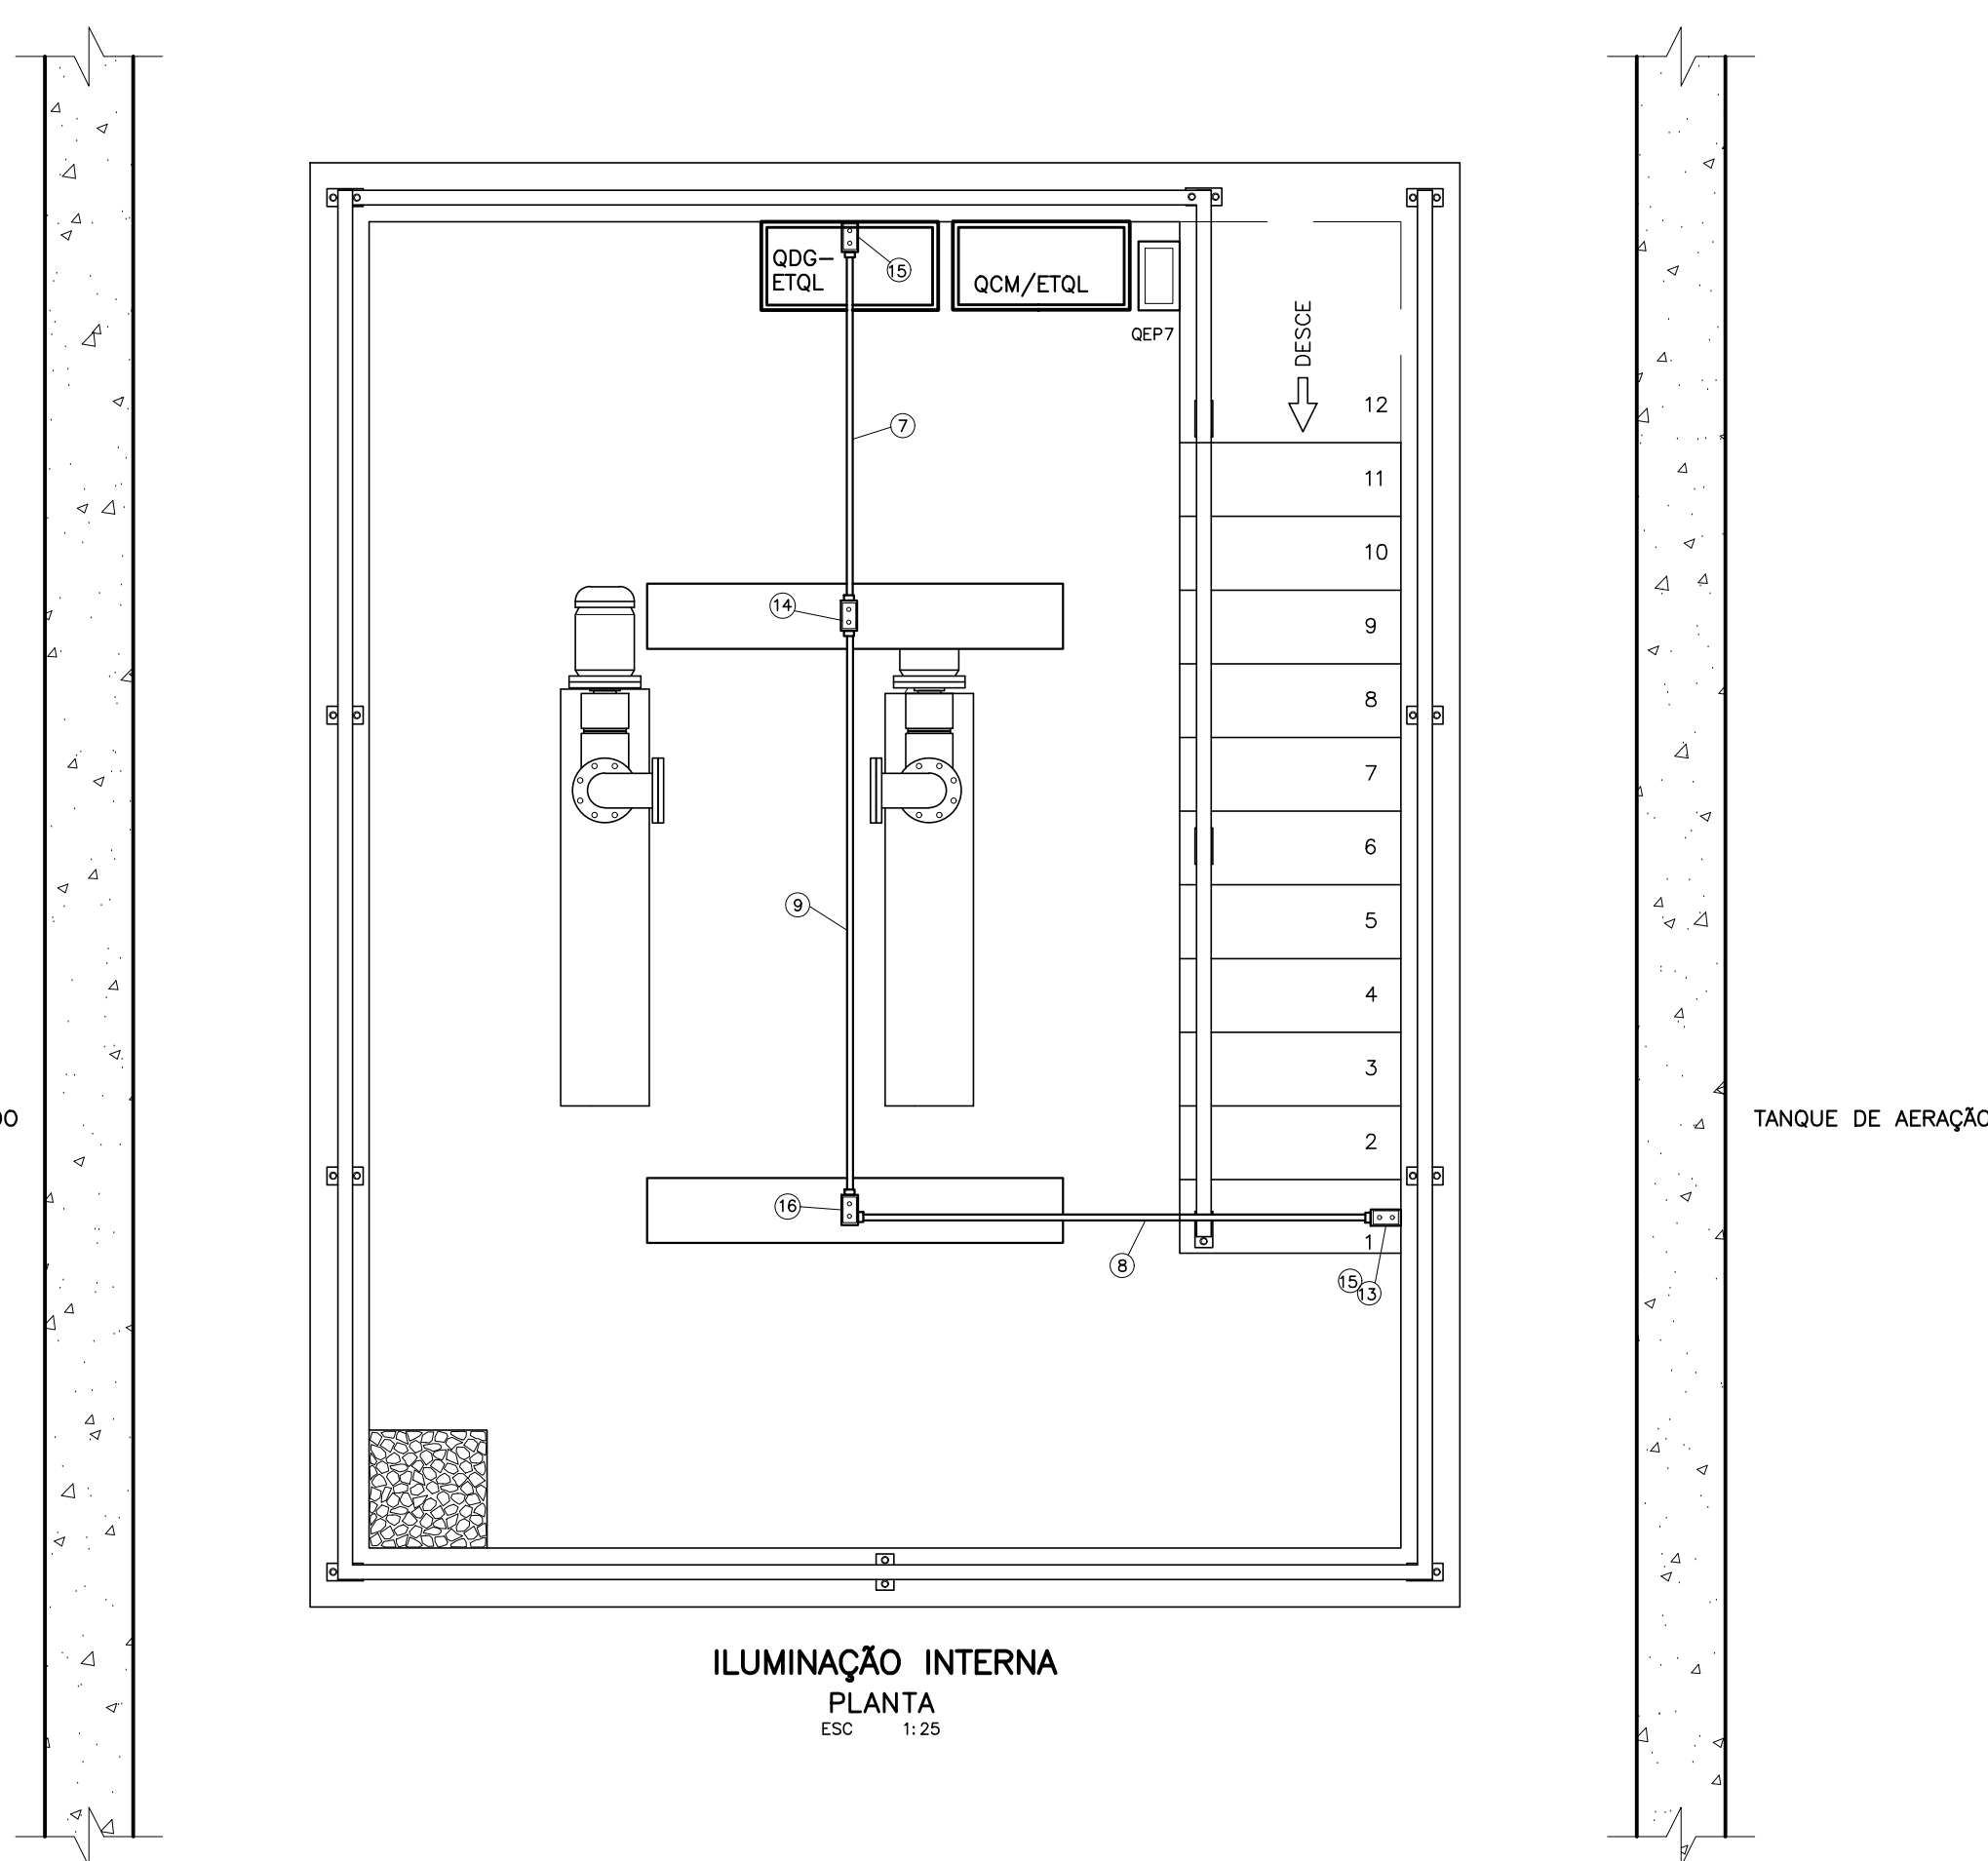 QDG-
ETQL
15
QCM/ETQL
QEP7
DESCE
7
12
11
10
14
9
8
7
6
9
5
4
3
DO
TANQUE DE AERAÇÃO
2
16
1
8
15
13
ILUMINAÇÃO INTERNA
PLANTA
ESC 1:25